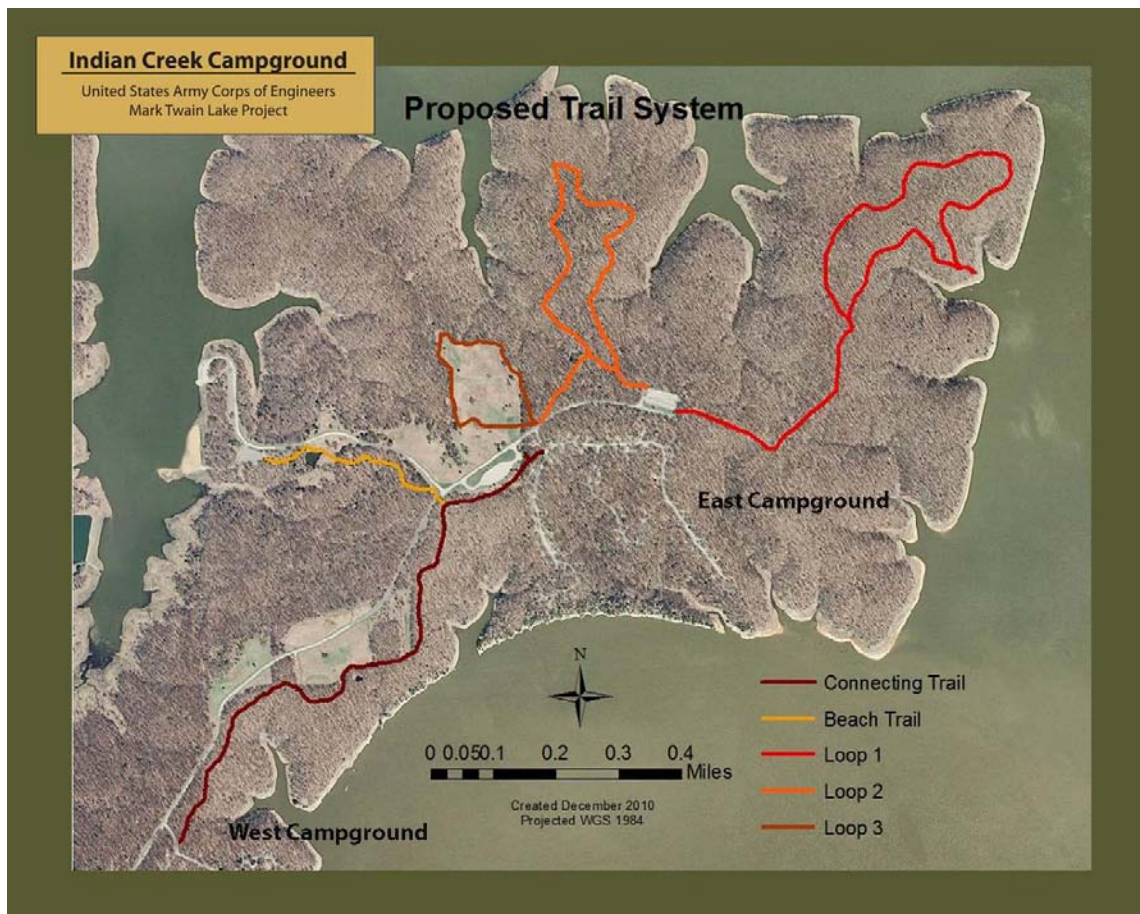 Indian Creek Campground
United States Army Corps of Engineers
Mark Twain Lake Project
Proposed Trail System
East Campground
N
Connecting Trail
Beach Trail
Loop 1
0 0.05 0.1 0.2 0.3 0.4
Miles
Loop 2
Created December 2010
Projected WGS 1984
West Campground
Loop 3